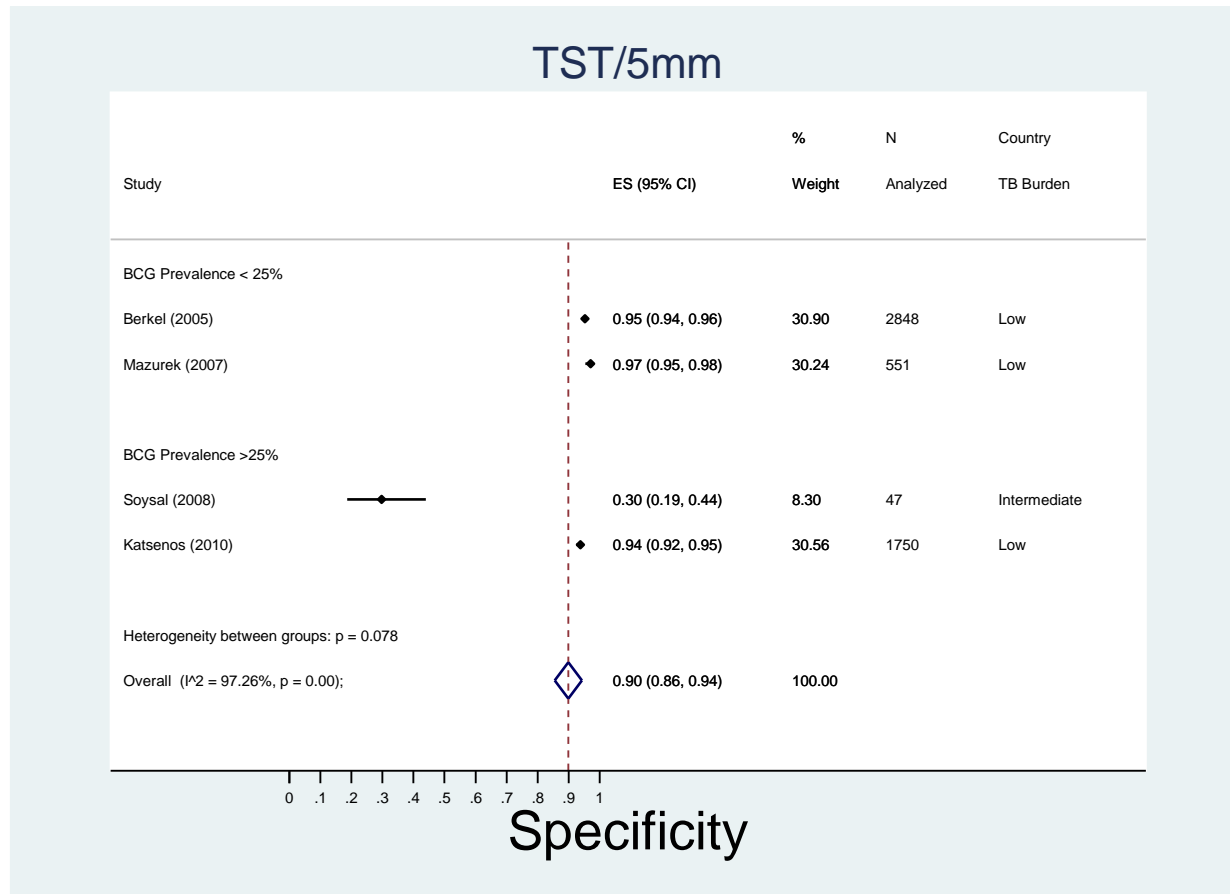 TST/5mm
% N Country
Study ES (95% CI) Weight Analyzed TB Burden
BCG Prevalence < 25%
Berkel (2005) 0.95 (0.94, 0.96) 30.90 2848 Low
Mazurek (2007) 0.97 (0.95, 0.98) 30.24 551 Low
BCG Prevalence >25%
Soysal (2008) 0.30 (0.19, 0.44) 8.30 47 Intermediate
Katsenos (2010) 0.94 (0.92, 0.95) 30.56 1750 Low
Heterogeneity between groups: p = 0.078
Overall (I^2 = 97.26%, p = 0.00); 0.90 (0.86, 0.94) 100.00
0 .1 .2 .3 .4 .5 .6 .7 .8 .9 1
Specificity